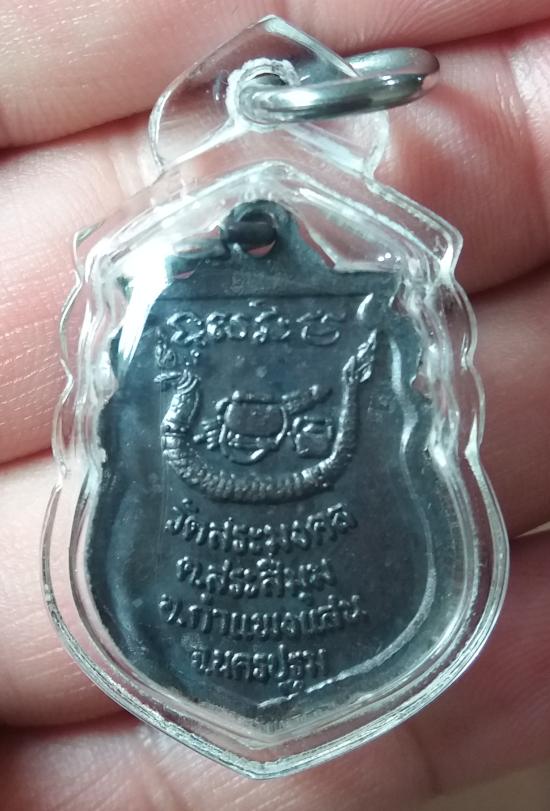 วัดสระมงคล
ต.สระสี่มุม
อ.กำแพงแสน
จ.นครปฐม